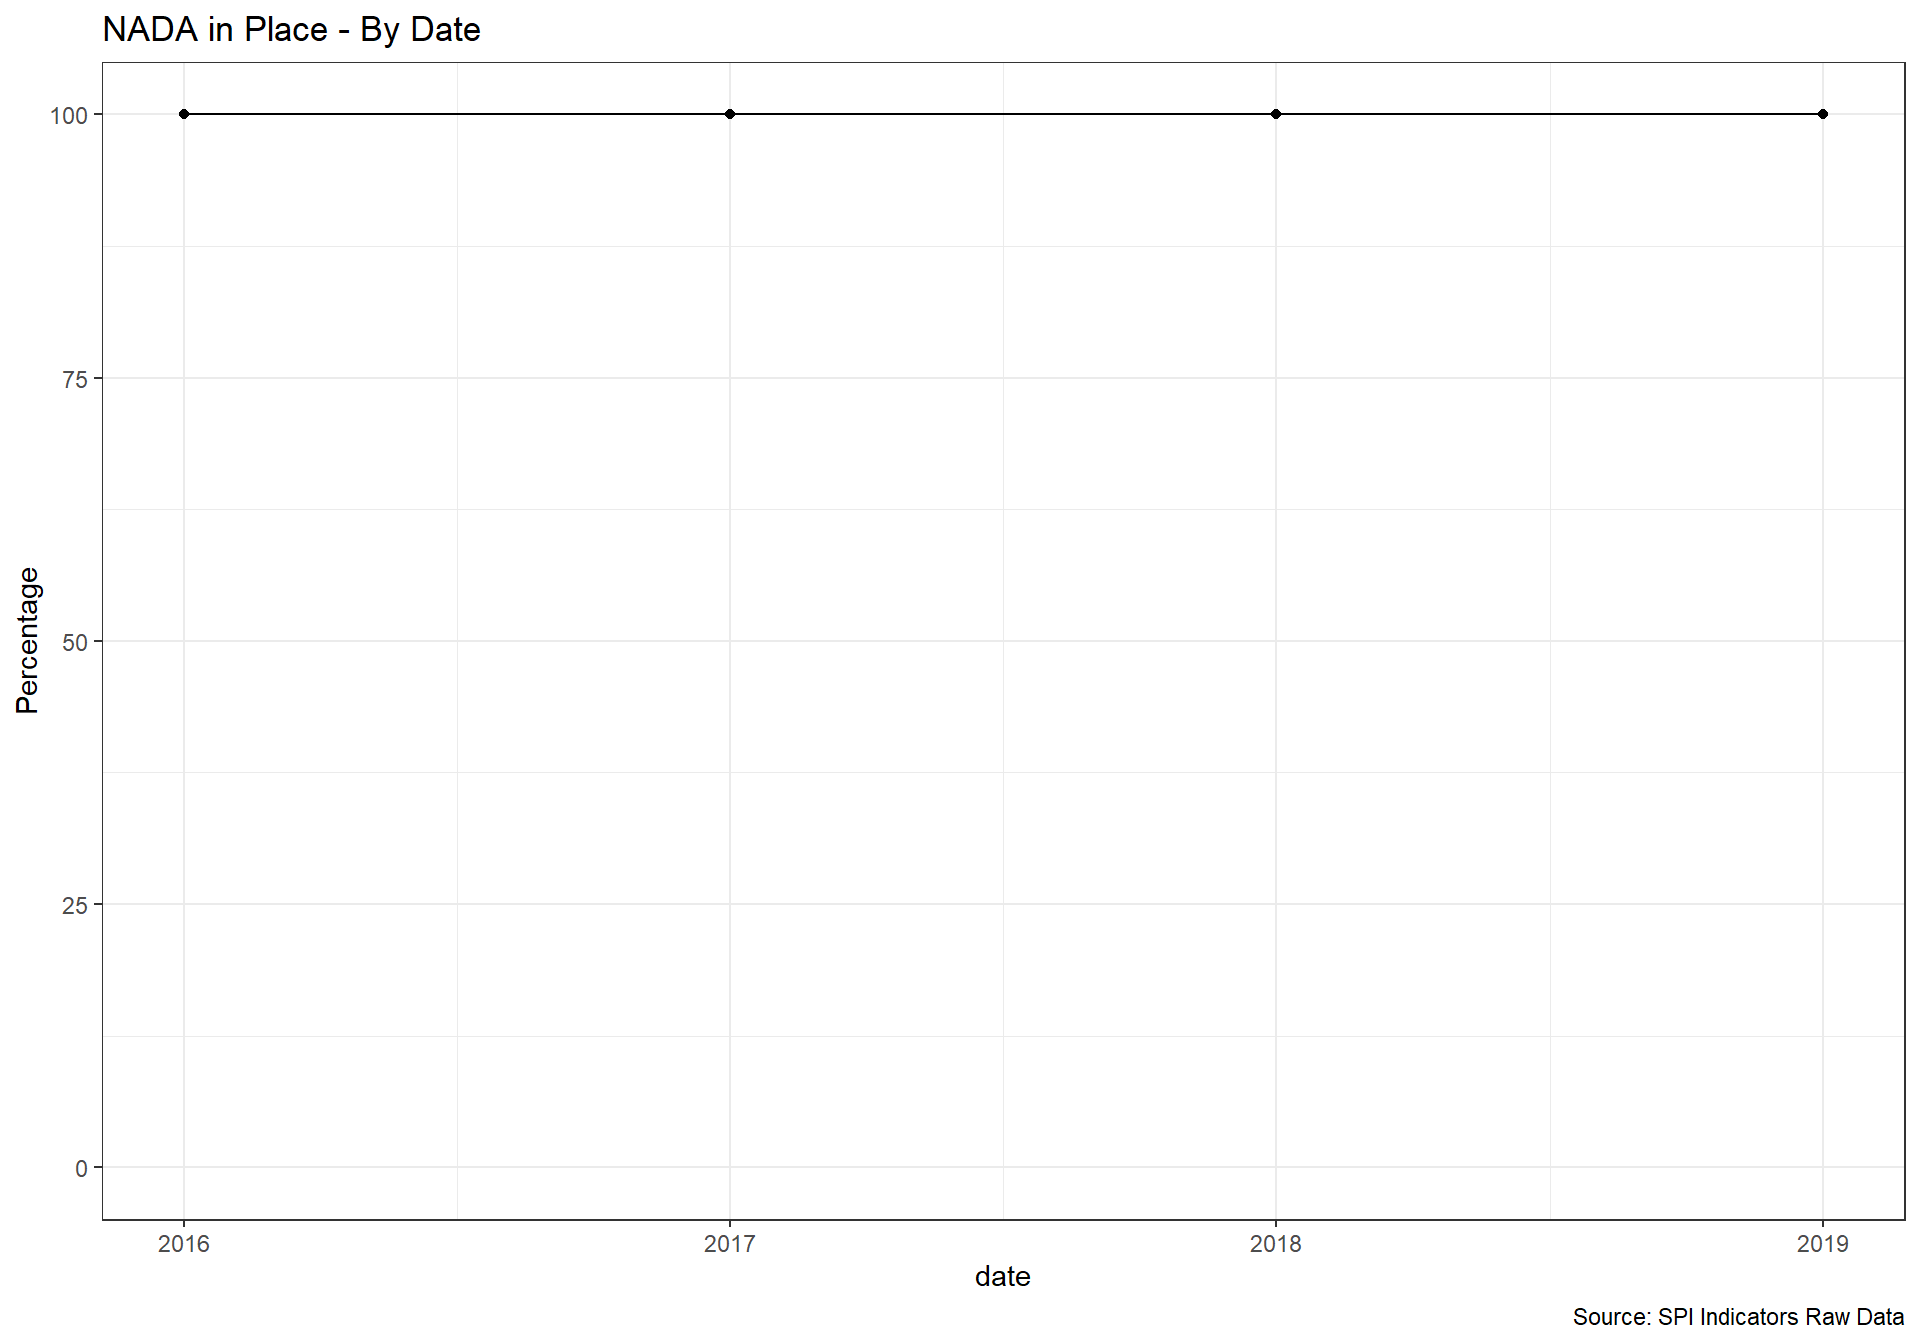 NADA in Place - By Date
Percentage
100
75
50
25
0
2016 2017 2018 2019
date
Source: SPI Indicators Raw Data